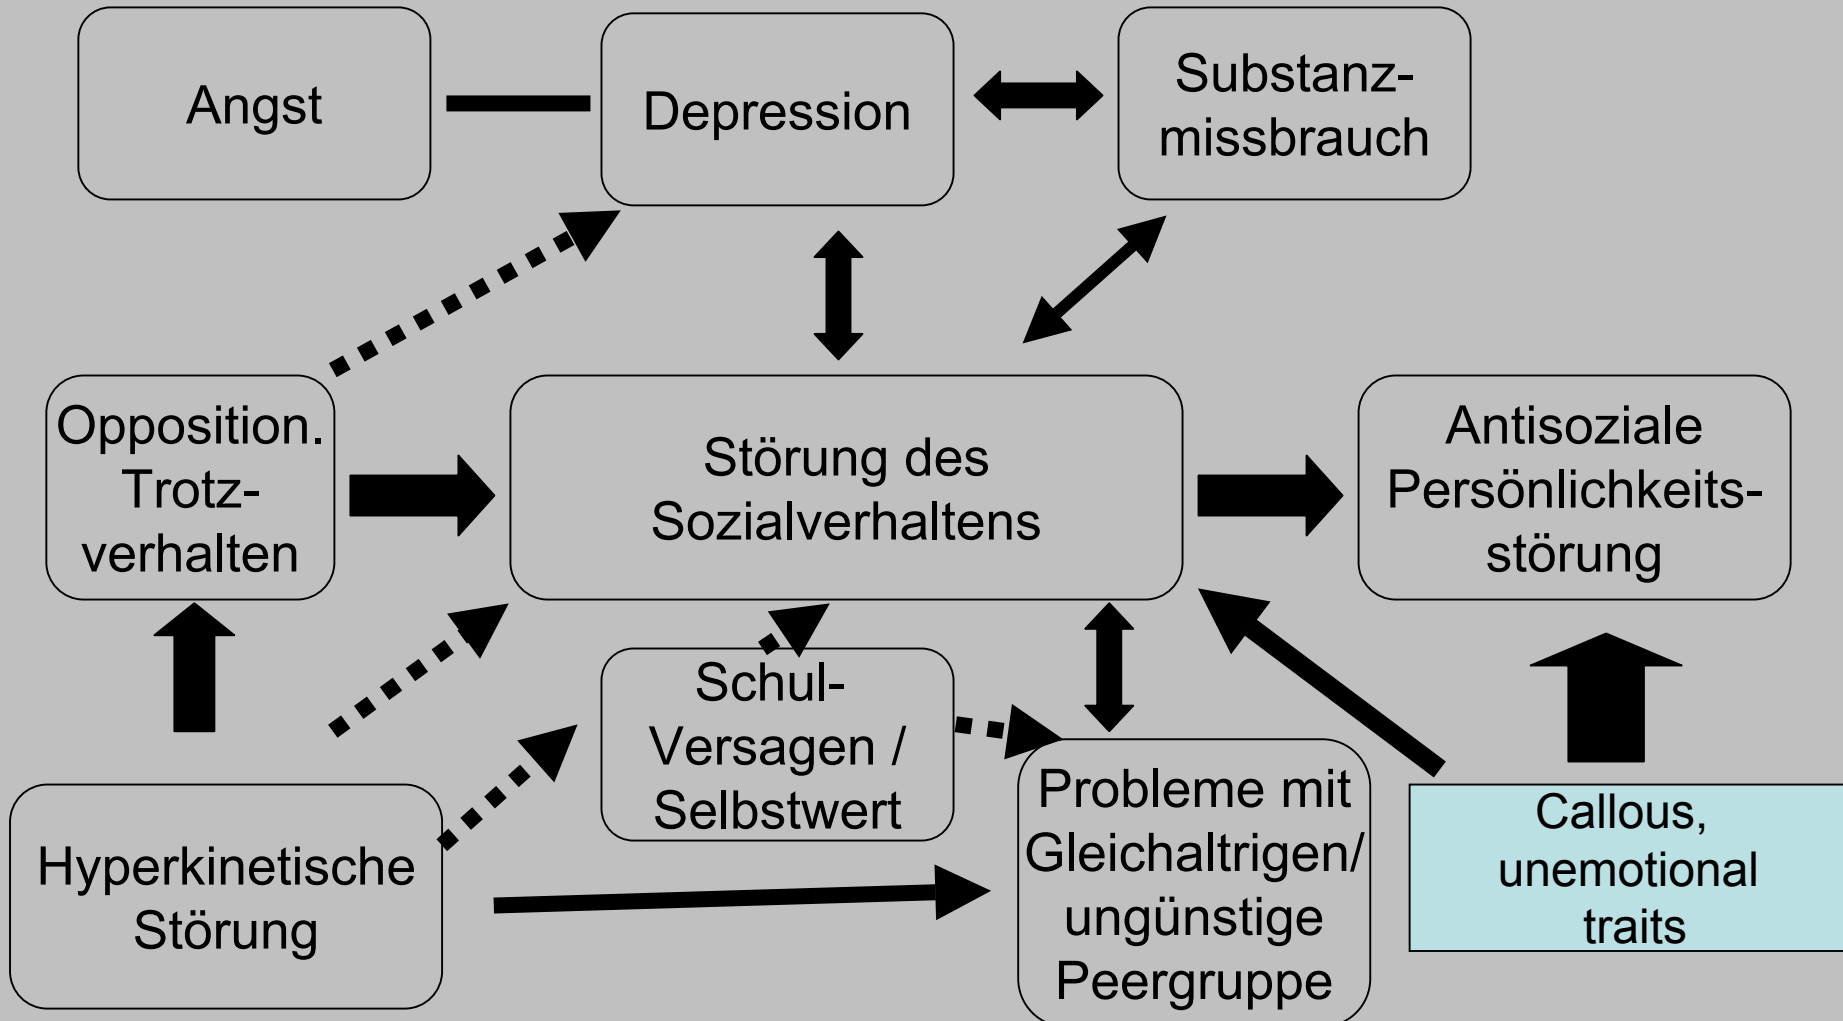 Angst
Depression
Substanz-
missbrauch
Opposition.
Trotz-
verhalten
Störung des
Sozialverhaltens
Antisoziale
Persönlichkeits-
störung
Schul-
Versagen /
Selbstwert
Hyperkinetische
Störung
Probleme mit
Gleichaltrigen/
ungünstige
Peergruppe
Callous,
unemotional
traits